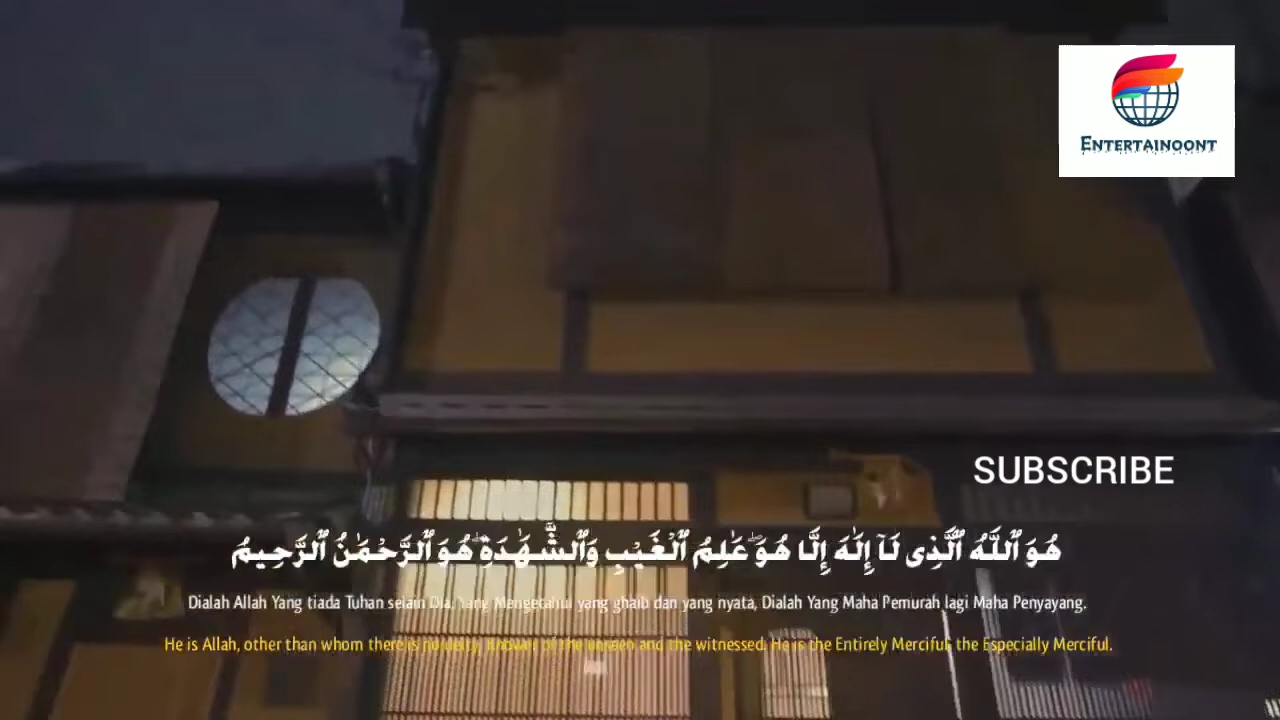 ENTERTAINOONT
SUBSCRIBE
هُوَ ٱللَّهُ ٱلَّذِى لَآ إِلَٰهَ إِلَّا هُوَ ۖ عَٰلِمُ ٱلْغَيْبِ وَٱلشَّهَٰدَةِ ۖ هُوَ ٱلرَّحْمَٰنُ ٱلرَّحِيمُ
Dialah Allah Yang tiada Tuhan selain Dia, Yang Mengetahui yang ghaib dan yang nyata, Dialah Yang Maha Pemurah lagi Maha Penyayang.
He is Allah, other than whom there is no deity, Knower of the unseen and the witnessed. He is the Entirely Merciful, the Especially Merciful.